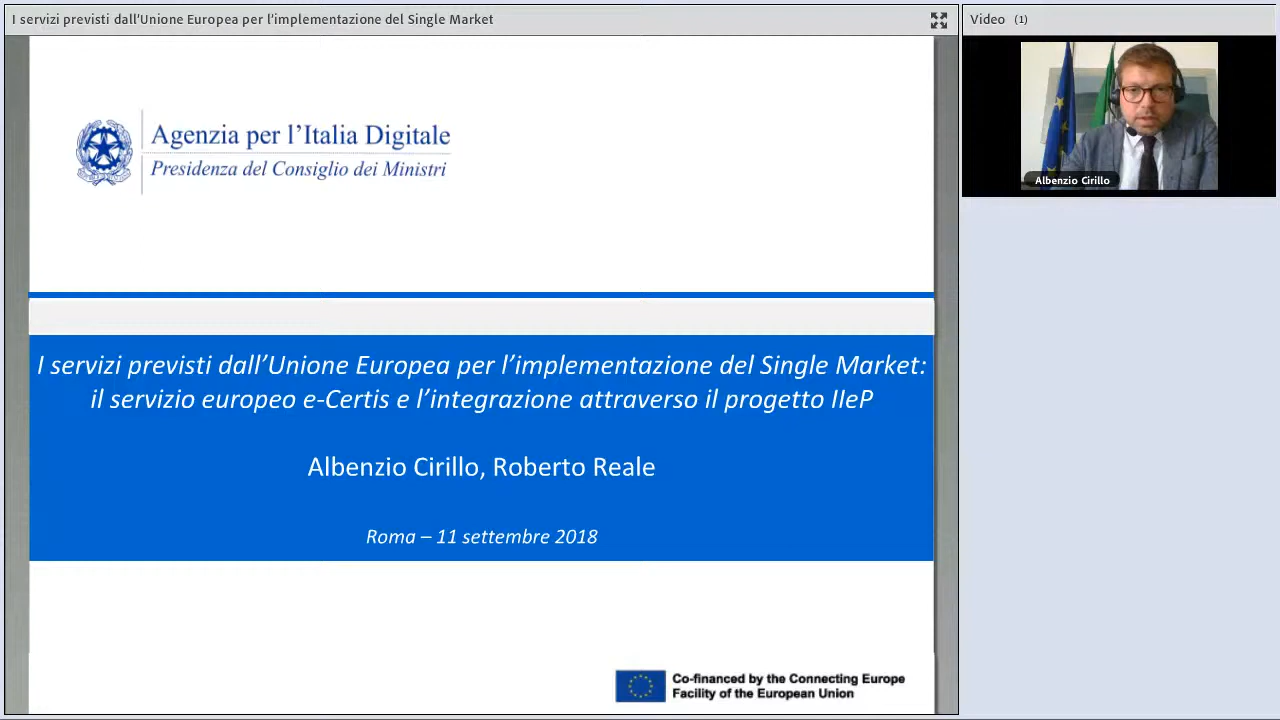 I servizi previsti dall'Unione Europea per l'implementazione del Single Market
Video (1)
Albenzio Cirillo
Agenzia per l'Italia Digitale
Presidenza del Consiglio dei Ministri
I servizi previsti dall’Unione Europea per l’implementazione del Single Market:
il servizio europeo e-Certis e l’integrazione attraverso il progetto IIeP
Albenzio Cirillo, Roberto Reale
Roma – 11 settembre 2018
Co-financed by the Connecting Europe
Facility of the European Union